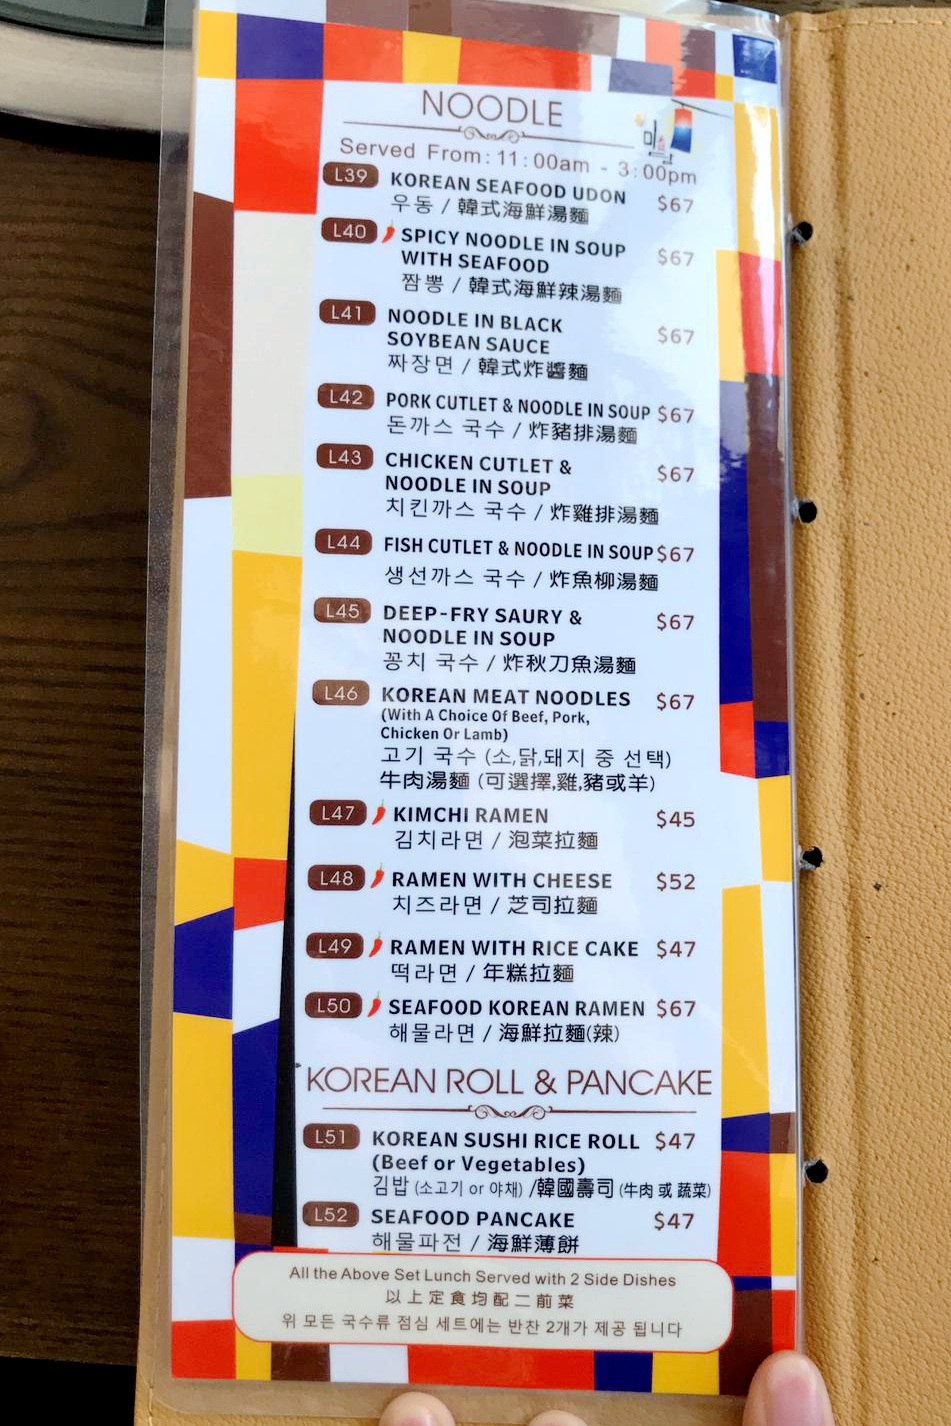 NOODLE
Served From: 11:00am - 3:00pm
L39 KOREAN SEAFOOD UDON $67
우동 / 韓式海鮮湯麵
L40 SPICY NOODLE IN SOUP
WITH SEAFOOD $67
짬뽕 / 韓式海鮮辣湯麵
L41 NOODLE IN BLACK
SOYBEAN SAUCE $67
짜장면 / 韓式炸醬麵
L42 PORK CUTLET & NOODLE IN SOUP $67
돈까스 국수 / 炸豬排湯麵
L43 CHICKEN CUTLET &
NOODLE IN SOUP $67
치킨까스 국수 / 炸雞排湯麵
L44 FISH CUTLET & NOODLE IN SOUP $67
생선까스 국수 / 炸魚柳湯麵
L45 DEEP-FRY SAURY &
NOODLE IN SOUP $67
꽁치 국수 / 炸秋刀魚湯麵
L46 KOREAN MEAT NOODLES $67
(With A Choice Of Beef, Pork,
Chicken Or Lamb)
고기 국수 (소,닭,돼지 중 선택)
牛肉湯麵 (可選擇,雞,豬或羊)
L47 KIMCHI RAMEN $45
김치라면 / 泡菜拉麵
L48 RAMEN WITH CHEESE $52
치즈라면 / 芝司拉麵
L49 RAMEN WITH RICE CAKE $47
떡라면 / 年糕拉麵
L50 SEAFOOD KOREAN RAMEN $67
해물라면 / 海鮮拉麵(辣)
KOREAN ROLL & PANCAKE
L51 KOREAN SUSHI RICE ROLL $47
(Beef or Vegetables)
김밥 (소고기 or 야채) /韓國壽司 (牛肉 或 蔬菜)
L52 SEAFOOD PANCAKE $47
해물파전 / 海鮮薄餅
All the Above Set Lunch Served with 2 Side Dishes
以上定食均配二前菜
위 모든 국수류 점심 세트에는 반찬 2개가 제공 됩니다